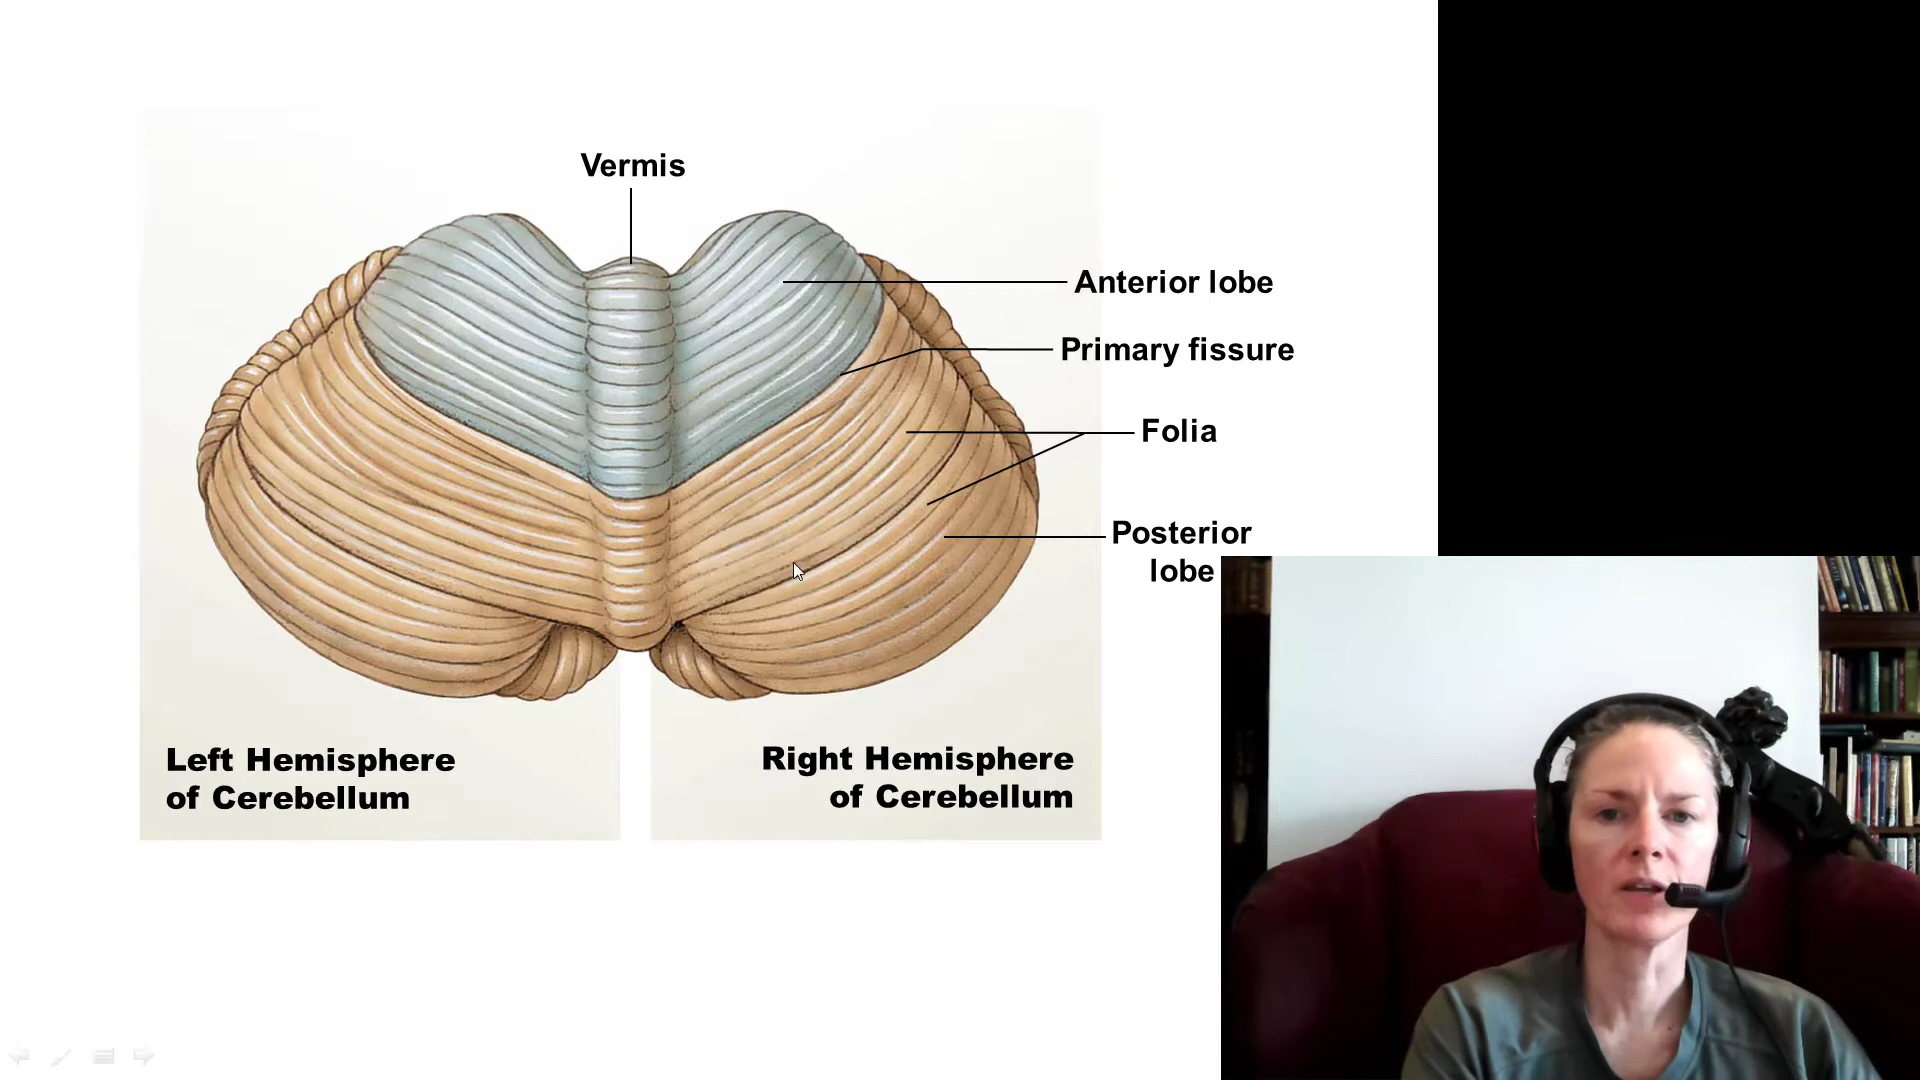 Vermis
Anterior lobe
Primary fissure
Folia
Posterior
lobe
Left Hemisphere
of Cerebellum
Right Hemisphere
of Cerebellum